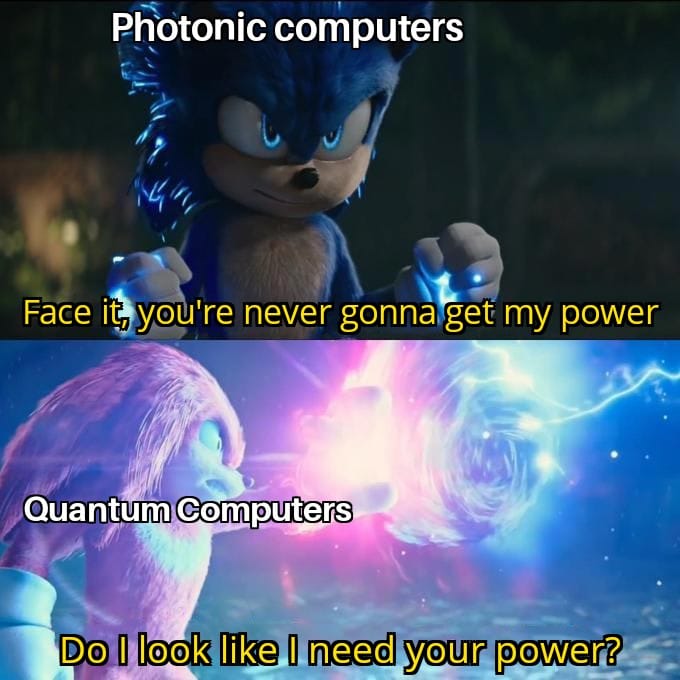 Photonic computers
Face it, you're never gonna get my power
Quantum Computers
Do I look like I need your power?